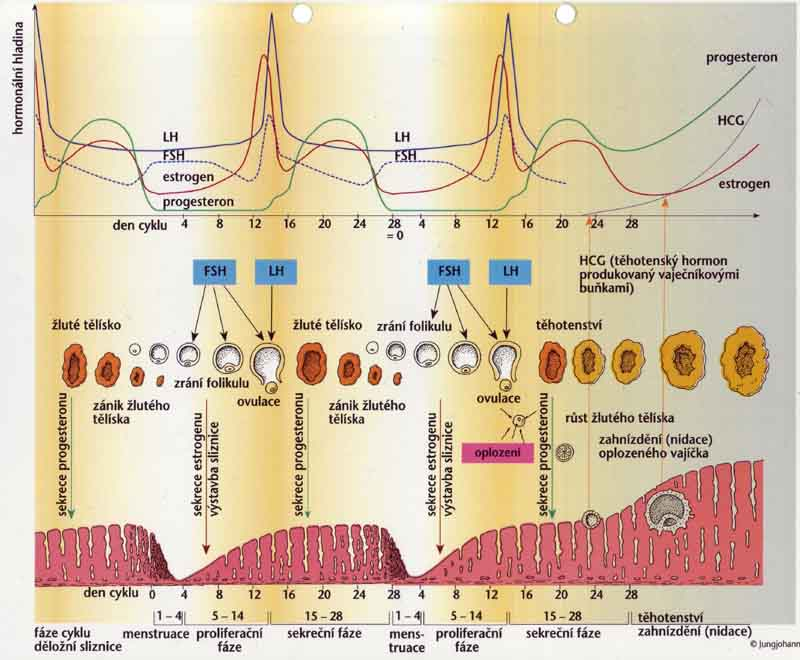 hormonální hladina
progesteron
HCG
LH
FSH
estrogen
progesteron
LH
FSH
estrogen
den cyklu
4 8 12 16 20 24 28 4 8 12 16 20 24 28
= 0
HCG (těhotenský hormon
produkovaný vaječníkovými
buňkami)
FSH
LH
FSH
LH
žluté tělísko
zrání folikulu
ovulace
zánik žlutého
tělíska
žluté tělísko
zrání folikulu
ovulace
zánik žlutého
tělíska
těhotenství
růst žlutého tělíska
zahnízdění (nidace)
oplozeného vajíčka
oplození
sekrece progesteronu
sekrece estrogenu
výstavba sliznice
sekrece progesteronu
sekrece estrogenu
výstavba sliznice
sekrece progesteronu
den cyklu
0 4 8 12 16 20 24 28 4 8 12 16 20 24 28
1 – 4 5 – 14 15 – 28 1 – 4 5 – 14 15 – 28
fáze cyklu
děložní sliznice
menstruace
proliferační
fáze
sekreční fáze
mens-
truace
proliferační
fáze
sekreční fáze
těhotenství
zahnízdění (nidace)
© Jungjohann